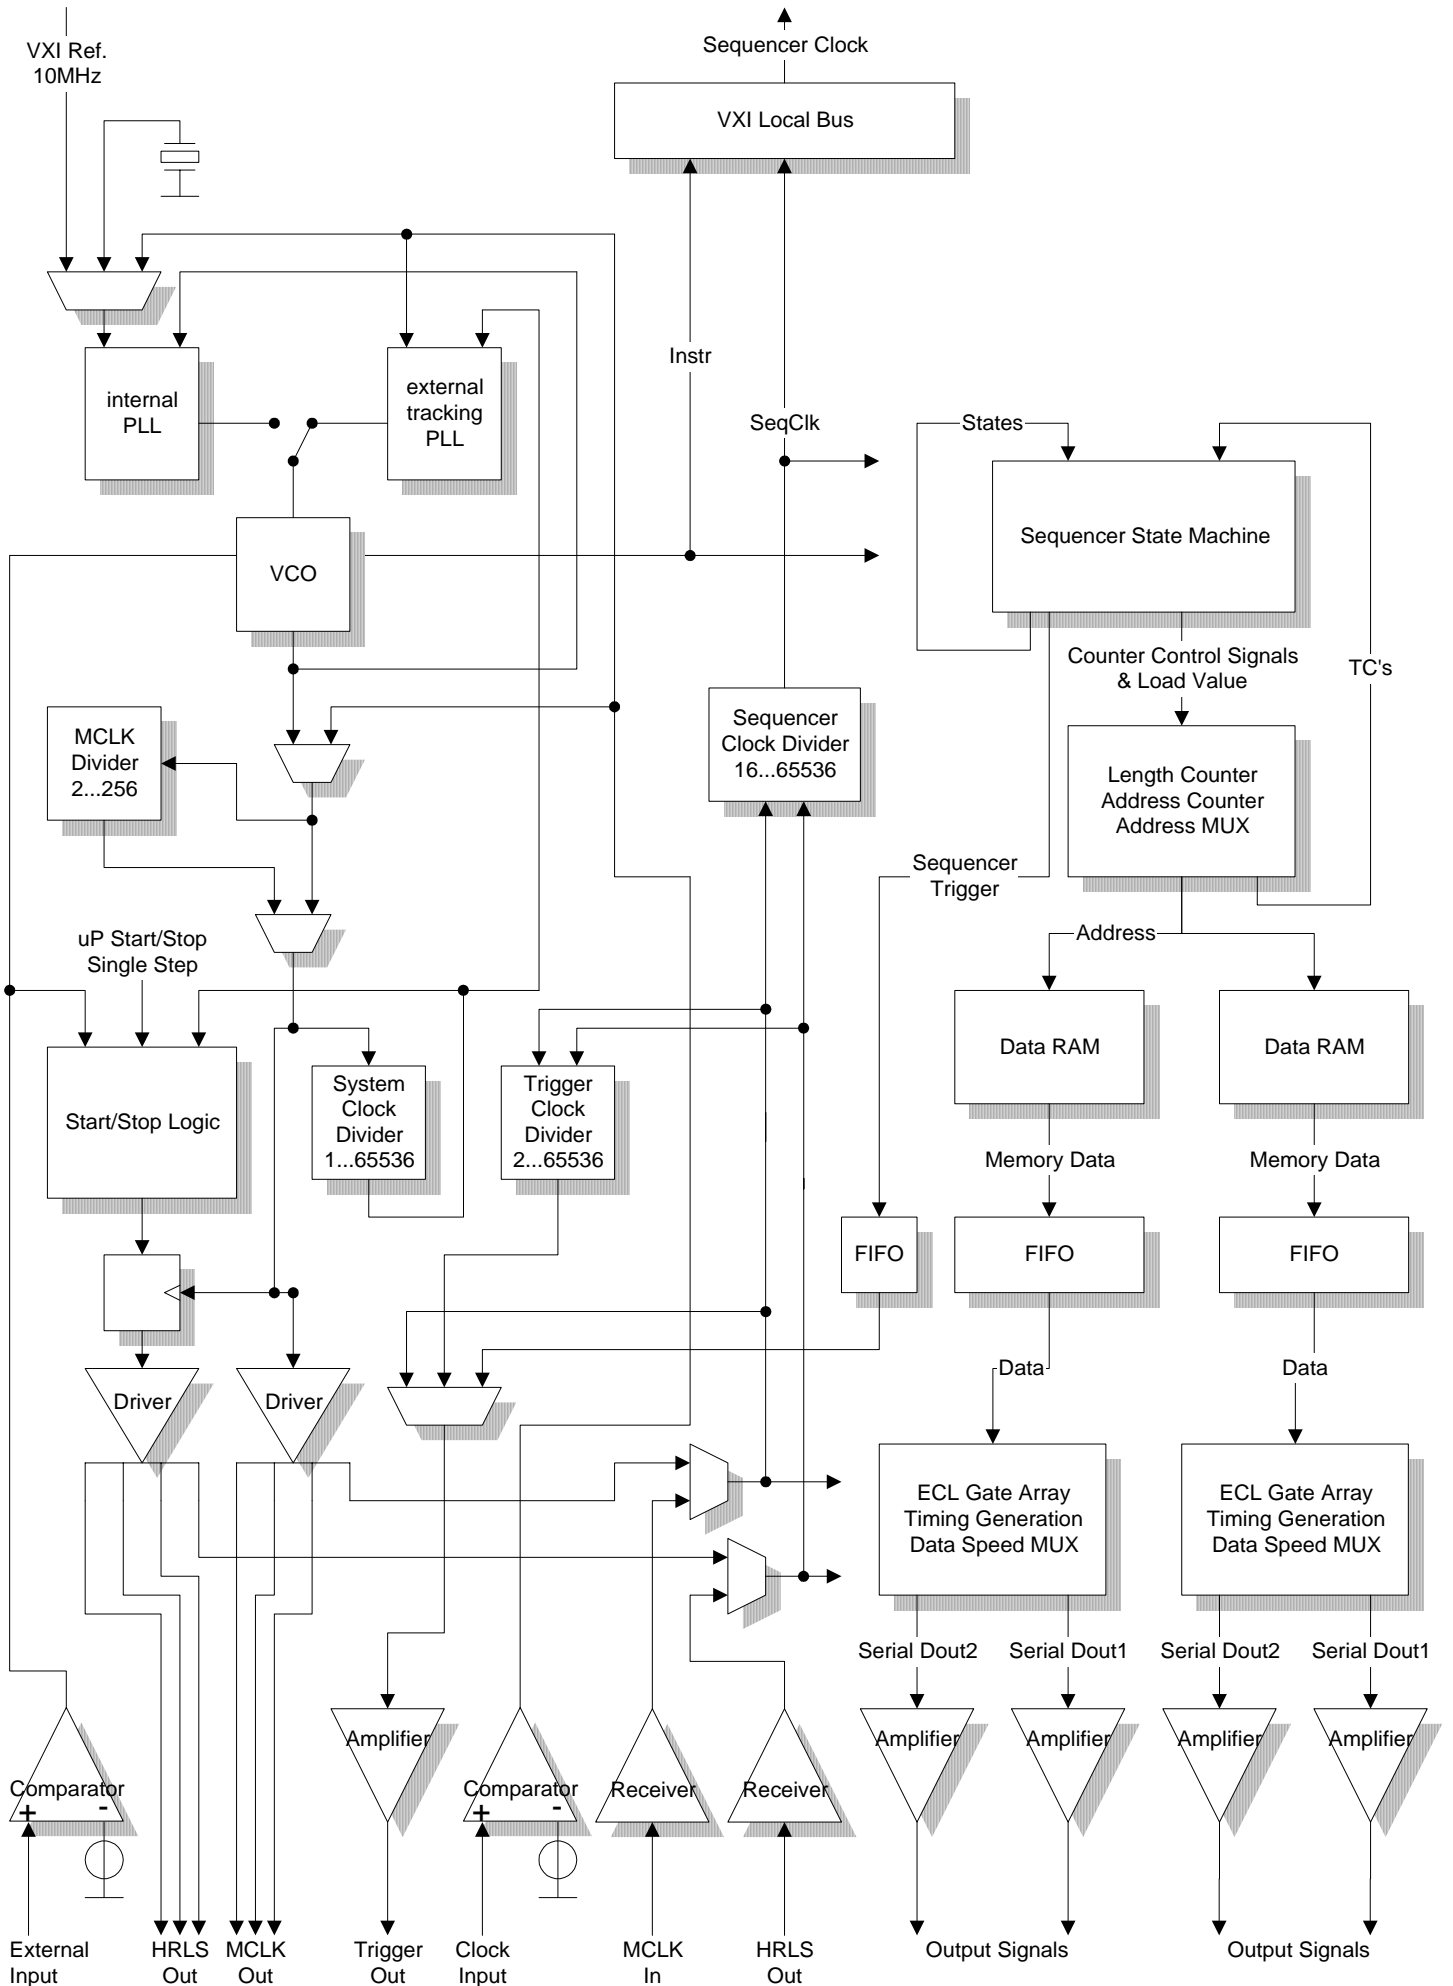 VXI Ref.
10MHz
Sequencer Clock
VXI Local Bus
internal
PLL
external
tracking
PLL
Instr
SeqClk
States
Sequencer State Machine
VCO
Counter Control Signals
& Load Value
TC's
MCLK
Divider
2...256
Sequencer
Clock Divider
16...65536
Length Counter
Address Counter
Address MUX
Sequencer
Trigger
uP Start/Stop
Single Step
Address
Start/Stop Logic
System
Clock
Divider
1...65536
Trigger
Clock
Divider
2...65536
Data RAM
Data RAM
Memory Data
Memory Data
FIFO
FIFO
FIFO
Data
Data
Driver
Driver
ECL Gate Array
Timing Generation
Data Speed MUX
ECL Gate Array
Timing Generation
Data Speed MUX
Serial Dout2
Serial Dout1
Serial Dout2
Serial Dout1
Comparator
+ -
Amplifier
Comparator
+ -
Receiver
Receiver
Amplifier
Amplifier
Amplifier
Amplifier
External
Input
HRLS
Out
MCLK
Out
Trigger
Out
Clock
Input
MCLK
In
HRLS
Out
Output Signals
Output Signals